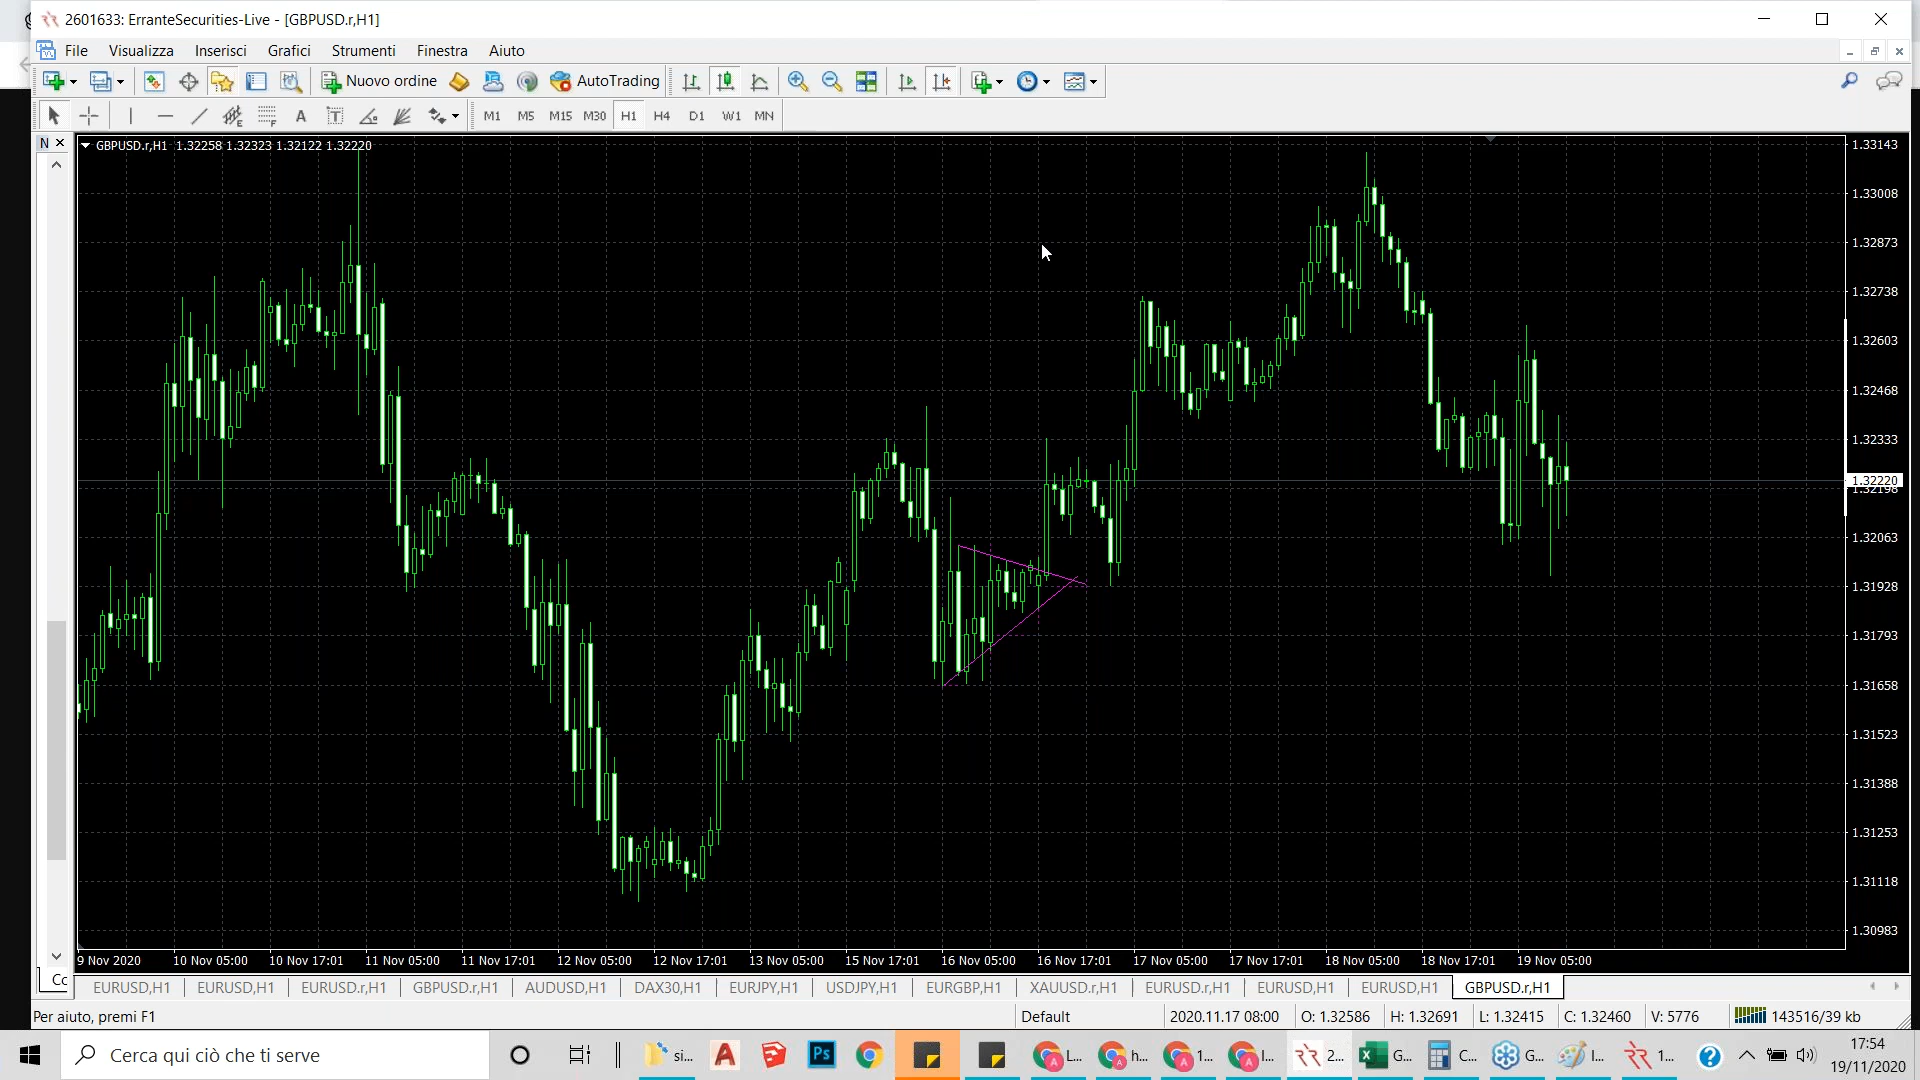 2601633: ErranteSecurities-Live - [GBPUSD.r,H1]
File Visualizza Inserisci Grafici Strumenti Finestra Aiuto
Nuovo ordine AutoTrading
A T M1 M5 M15 M30 H1 H4 D1 W1 MN
N
GBPUSD.r,H1 1.32258 1.32323 1.32122 1.32220
1.33143
1.33008
1.32873
1.32738
1.32603
1.32468
1.32333
1.32220
1.32198
1.32063
1.31928
1.31793
1.31658
1.31523
1.31388
1.31253
1.31118
1.30983
9 Nov 2020 10 Nov 05:00 10 Nov 17:01 11 Nov 05:00 11 Nov 17:01 12 Nov 05:00 12 Nov 17:01 13 Nov 05:00 15 Nov 17:01 16 Nov 05:00 16 Nov 17:01 17 Nov 05:00 17 Nov 17:01 18 Nov 05:00 18 Nov 17:01 19 Nov 05:00
Cc EURUSD,H1 EURUSD,H1 EURUSD.r,H1 GBPUSD.r,H1 AUDUSD,H1 DAX30,H1 EURJPY,H1 USDJPY,H1 EURGBP,H1 XAUUSD.r,H1 EURUSD.r,H1 EURUSD,H1 EURUSD,H1 GBPUSD.r,H1
Per aiuto, premi F1 Default 2020.11.17 08:00 O: 1.32586 H: 1.32691 L: 1.32415 C: 1.32460 V: 5776 143516/39 kb
Cerca qui ciò che ti serve si... Ps L... h... 1... I... 2... G... C... G... I... 1... 17:54
19/11/2020